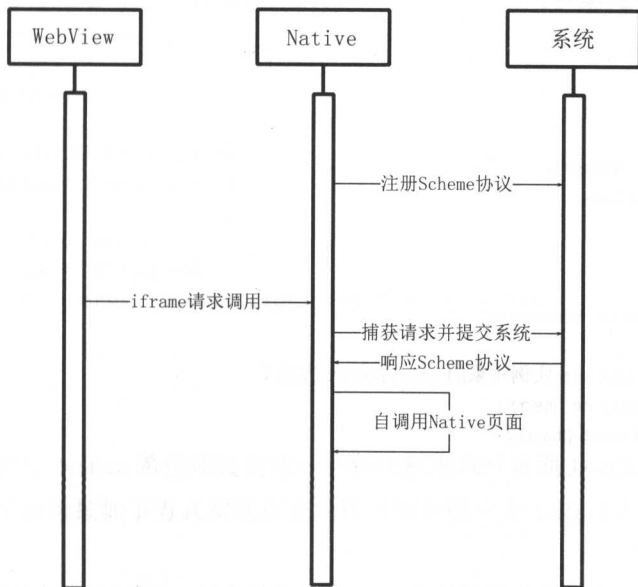 WebView
Native
系统
注册Scheme协议
iframe请求调用
捕获请求并提交系统
响应Scheme协议
自调用Native页面